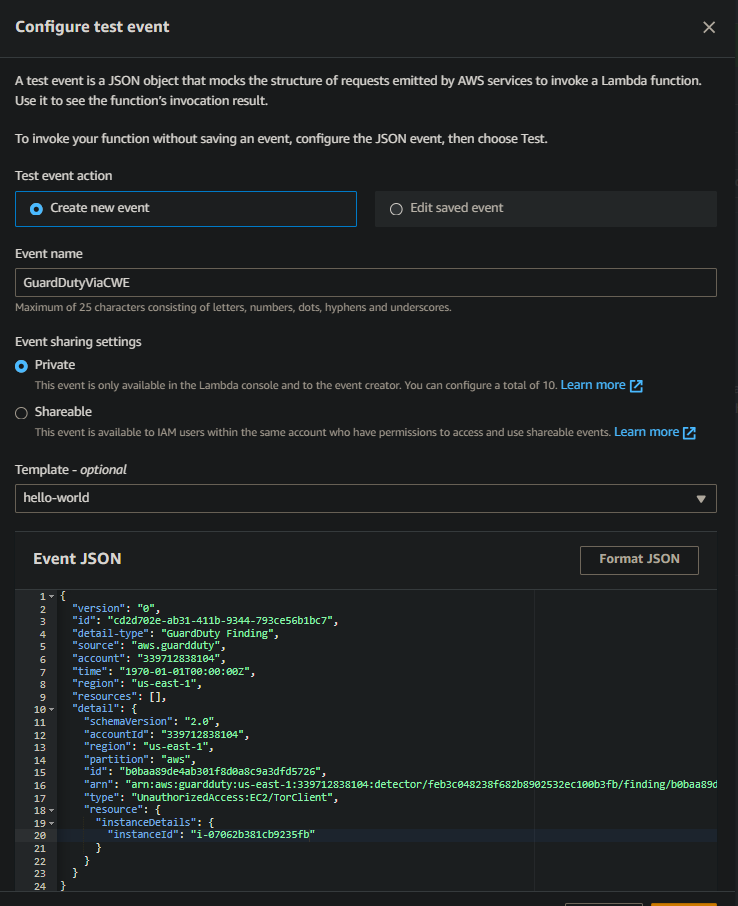 Configure test event
A test event is a JSON object that mocks the structure of requests emitted by AWS services to invoke a Lambda function.
Use it to see the function's invocation result.
To invoke your function without saving an event, configure the JSON event, then choose Test.
Test event action
Create new event
Edit saved event
Event name
GuardDutyViaCWE
Maximum of 25 characters consisting of letters, numbers, dots, hyphens and underscores.
Event sharing settings
Private
This event is only available in the Lambda console and to the event creator. You can configure a total of 10. Learn more
Shareable
This event is available to IAM users within the same account who have permissions to access and use shareable events. Learn more
Template - optional
hello-world
Event JSON
Format JSON
1 {
2 "version": "0",
3 "id": "cd2d702e-ab31-411b-9344-793ce56b1bc7",
4 "detail-type": "GuardDuty Finding",
5 "source": "aws.guardduty",
6 "account": "339712838104",
7 "time": "1970-01-01T00:00:00Z",
8 "region": "us-east-1",
9 "resources": [],
10 "detail": {
11 "schemaVersion": "2.0",
12 "accountId": "339712838104",
13 "region": "us-east-1",
14 "partition": "aws",
15 "id": "b0baa89de4ab301f8d0a8c9a3dfd5726",
16 "arn": "arn:aws:guardduty:us-east-1:339712838104:detector/feb3c048238f682b8902532ec100b3fb/finding/b0baa89d
17 "type": "UnauthorizedAccess:EC2/TorClient",
18 "resource": {
19 "instanceDetails": {
20 "instanceId": "i-07062b381cb9235fb"
21 }
22 }
23 }
24 }